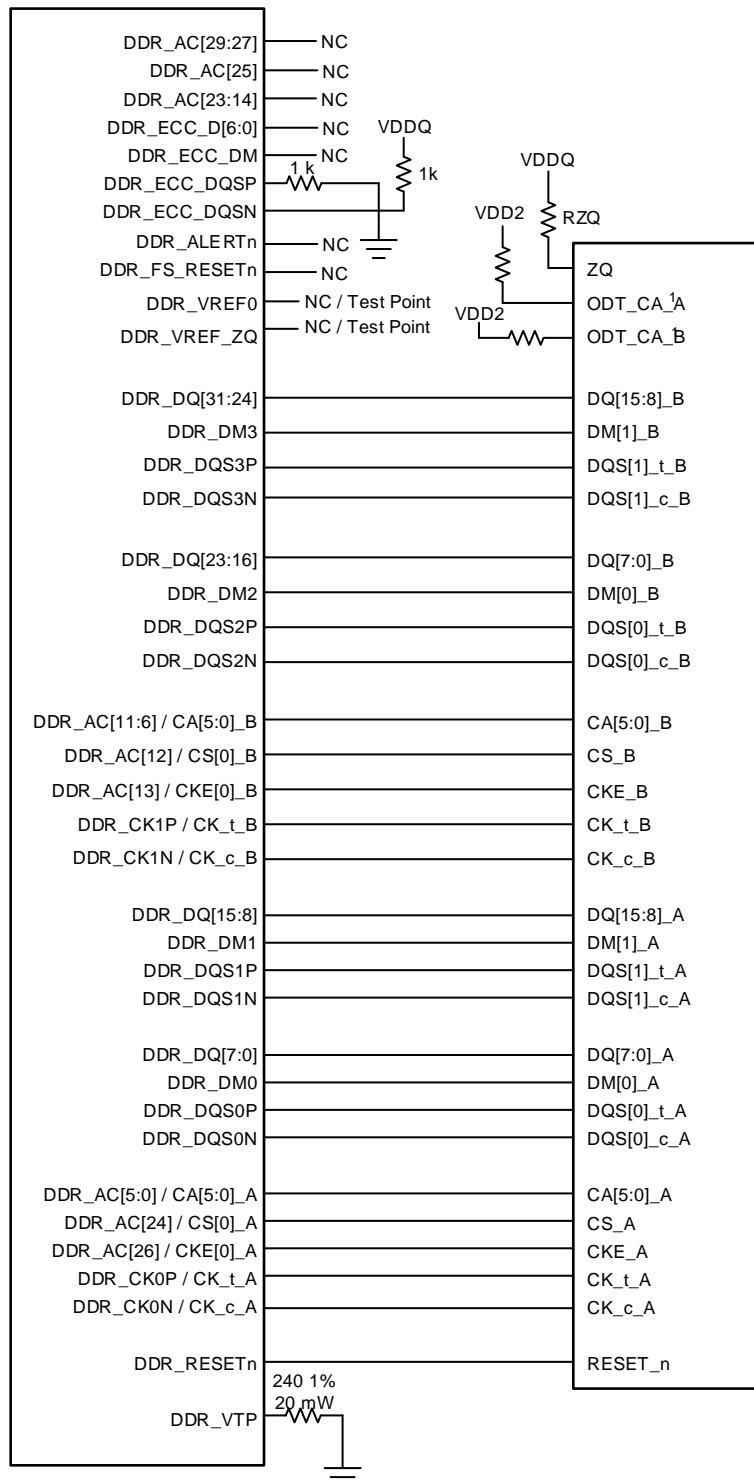 DDR_AC[29:27] NC
DDR_AC[25] NC
DDR_AC[23:14] NC
DDR_ECC_D[6:0] NC
VDDQ
DDR_ECC_DM NC
1 k
DDR_ECC_DQSP
1k
VDDQ
DDR_ECC_DQSN
VDD2
RZQ
DDR_ALERTn NC
DDR_FS_RESETn NC
ZQ
DDR_VREF0 NC / Test Point
ODT_CA_A 1
VDD2
DDR_VREF_ZQ NC / Test Point
ODT_CA_B 1
DDR_DQ[31:24] DQ[15:8]_B
DDR_DM3 DM[1]_B
DDR_DQS3P DQS[1]_t_B
DDR_DQS3N DQS[1]_c_B
DDR_DQ[23:16] DQ[7:0]_B
DDR_DM2 DM[0]_B
DDR_DQS2P DQS[0]_t_B
DDR_DQS2N DQS[0]_c_B
DDR_AC[11:6] / CA[5:0]_B CA[5:0]_B
DDR_AC[12] / CS[0]_B CS_B
DDR_AC[13] / CKE[0]_B CKE_B
DDR_CK1P / CK_t_B CK_t_B
DDR_CK1N / CK_c_B CK_c_B
DDR_DQ[15:8] DQ[15:8]_A
DDR_DM1 DM[1]_A
DDR_DQS1P DQS[1]_t_A
DDR_DQS1N DQS[1]_c_A
DDR_DQ[7:0] DQ[7:0]_A
DDR_DM0 DM[0]_A
DDR_DQS0P DQS[0]_t_A
DDR_DQS0N DQS[0]_c_A
DDR_AC[5:0] / CA[5:0]_A CA[5:0]_A
DDR_AC[24] / CS[0]_A CS_A
DDR_AC[26] / CKE[0]_A CKE_A
DDR_CK0P / CK_t_A CK_t_A
DDR_CK0N / CK_c_A CK_c_A
DDR_RESETn RESET_n
240 1%
20 mW
DDR_VTP